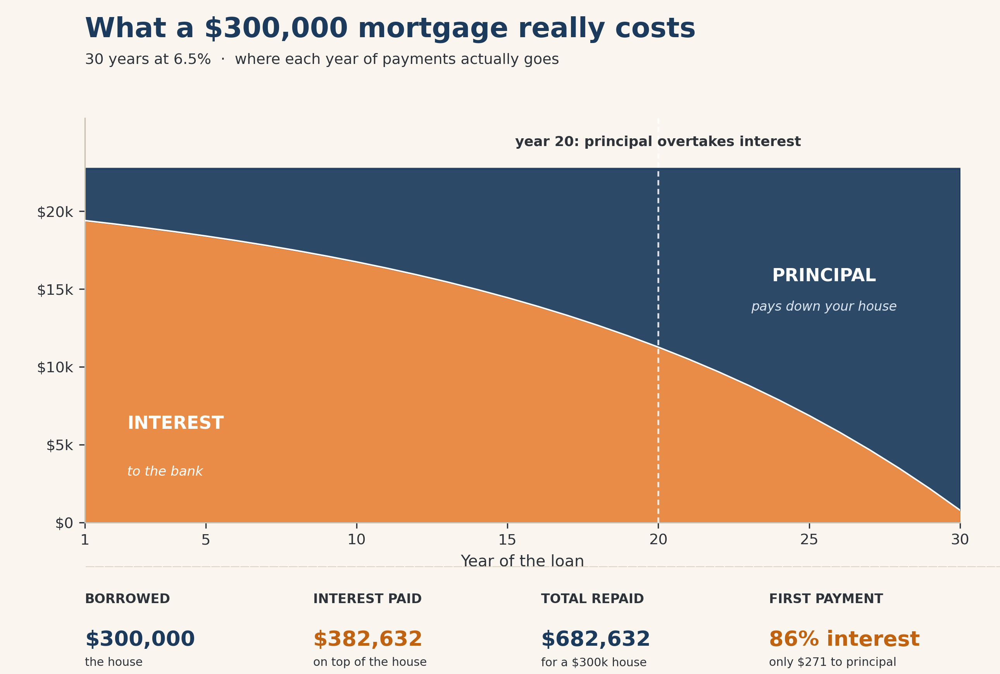 What a $300,000 mortgage really costs
30 years at 6.5% · where each year of payments actually goes
year 20: principal overtakes interest
$20k
$15k
$10k
$5k
$0
PRINCIPAL
pays down your house
INTEREST
to the bank
1 5 10 15 20 25 30
Year of the loan
BORROWED INTEREST PAID TOTAL REPAID FIRST PAYMENT
$300,000 $382,632 $682,632 86% interest
the house on top of the house for a $300k house only $271 to principal